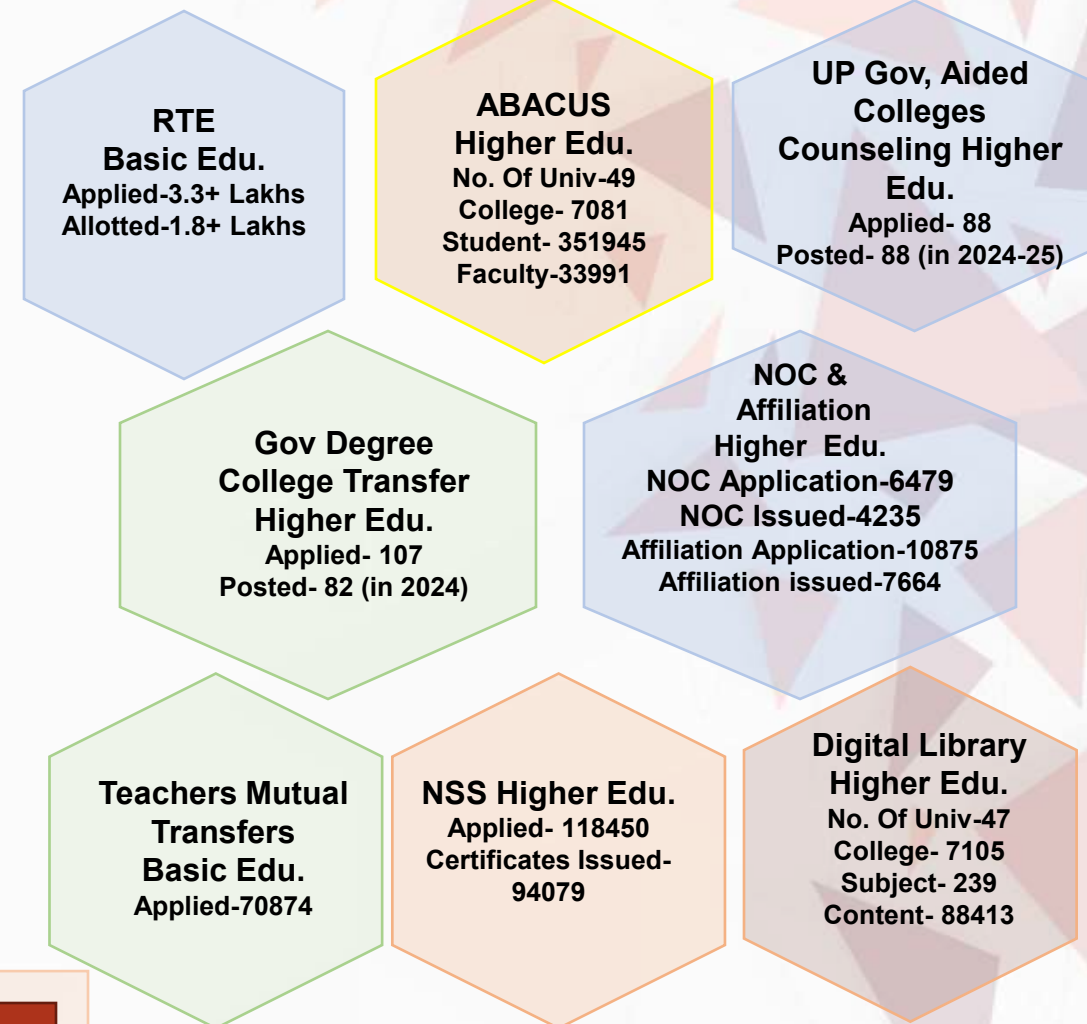 RTE
Basic Edu.
Applied-3.3+ Lakhs
Allotted-1.8+ Lakhs
ABACUS
Higher Edu.
No. Of Univ-49
College- 7081
Student- 351945
Faculty-33991
UP Gov, Aided
Colleges
Counseling Higher
Edu.
Applied- 88
Posted- 88 (in 2024-25)
Gov Degree
College Transfer
Higher Edu.
Applied- 107
Posted- 82 (in 2024)
NOC &
Affiliation
Higher Edu.
NOC Application-6479
NOC Issued-4235
Affiliation Application-10875
Affiliation issued-7664
Teachers Mutual
Transfers
Basic Edu.
Applied-70874
NSS Higher Edu.
Applied- 118450
Certificates Issued-
94079
Digital Library
Higher Edu.
No. Of Univ-47
College- 7105
Subject- 239
Content- 88413